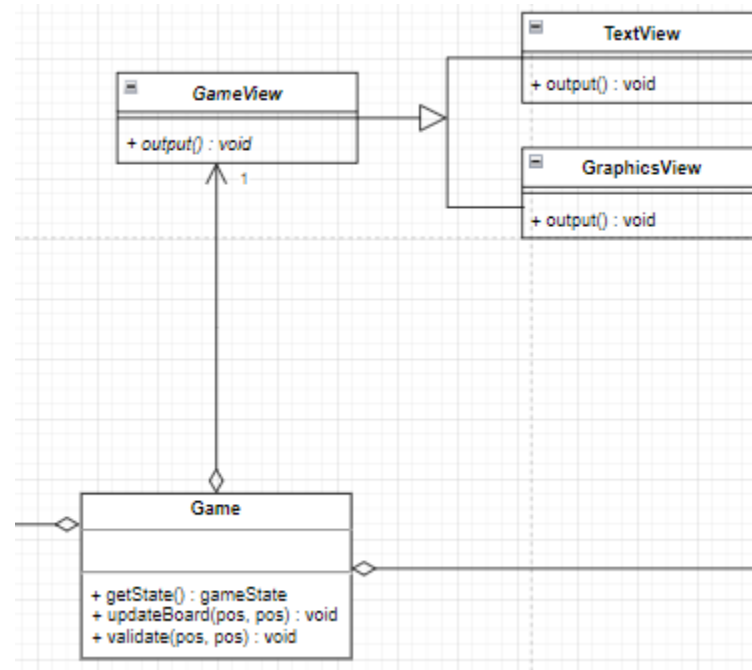 TextView
+ output() : void
GameView
+ output() : void
1
GraphicsView
+ output() : void
Game
+ getState() : gameState
+ updateBoard(pos, pos) : void
+ validate(pos, pos) : void